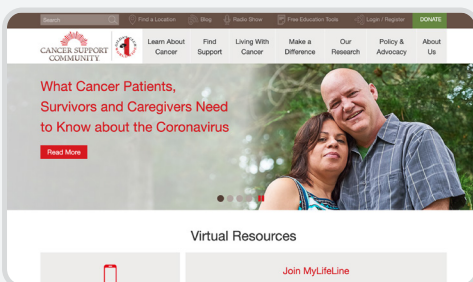 Search
Find a Location
Blog
Radio Show
Free Education Tools
Login / Register
DONATE
CANCER SUPPORT
COMMUNITY
Learn About
Cancer
Find
Support
Living With
Cancer
Make a
Difference
Our
Research
Policy &
Advocacy
About
Us
What Cancer Patients,
Survivors and Caregivers Need
to Know about the Coronavirus
Read More
Virtual Resources
Join MyLifeLine